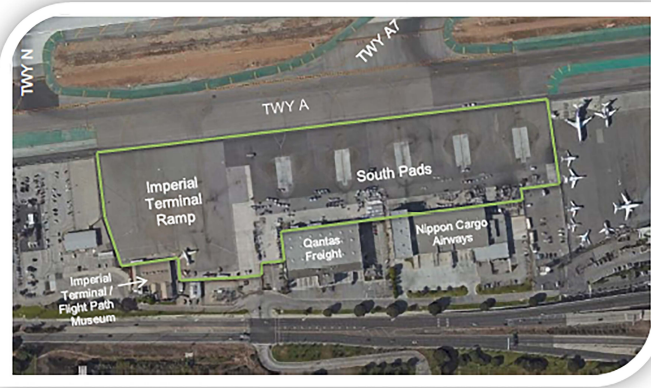 TWY N
TWY A7
TWY A
Imperial
Terminal
Ramp
South Pads
Qantas
Freight
Nippon Cargo
Airways
Imperial
Terminal /
Flight Path
Museum